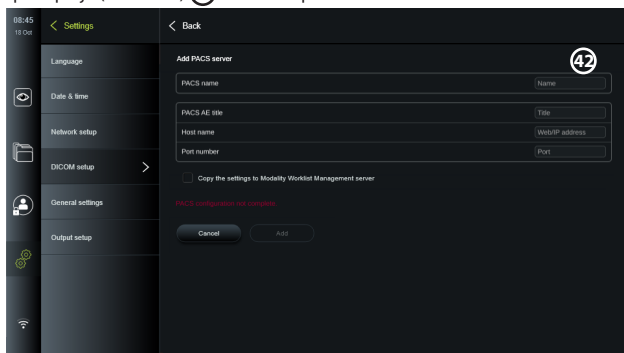 08:45
18 Oct
Settings
Back
Language
Date & time
Network setup
DICOM setup
General settings
Output setup
Add PACS server
42
PACS name
Name
PACS AE title
Title
Host name
Web/IP address
Port number
Port
Copy the settings to Modality Worklist Management server
PACS configuration not complete
Cancel
Add